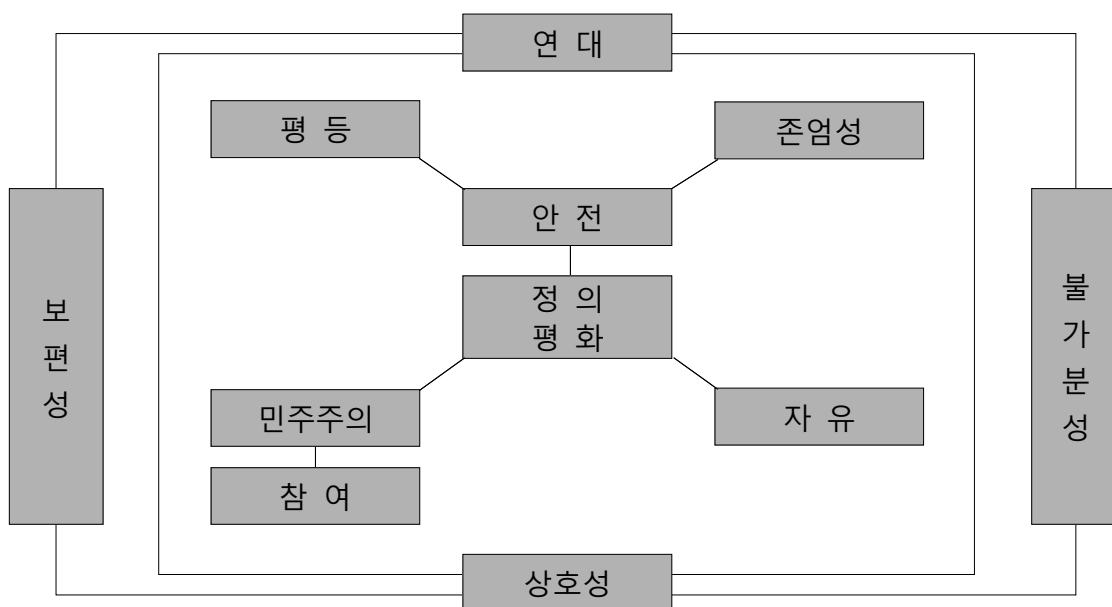 연 대
평 등
존엄성
안 전
보편성
정 의
평 화
불가분성
민주주의
자 유
참 여
상호성